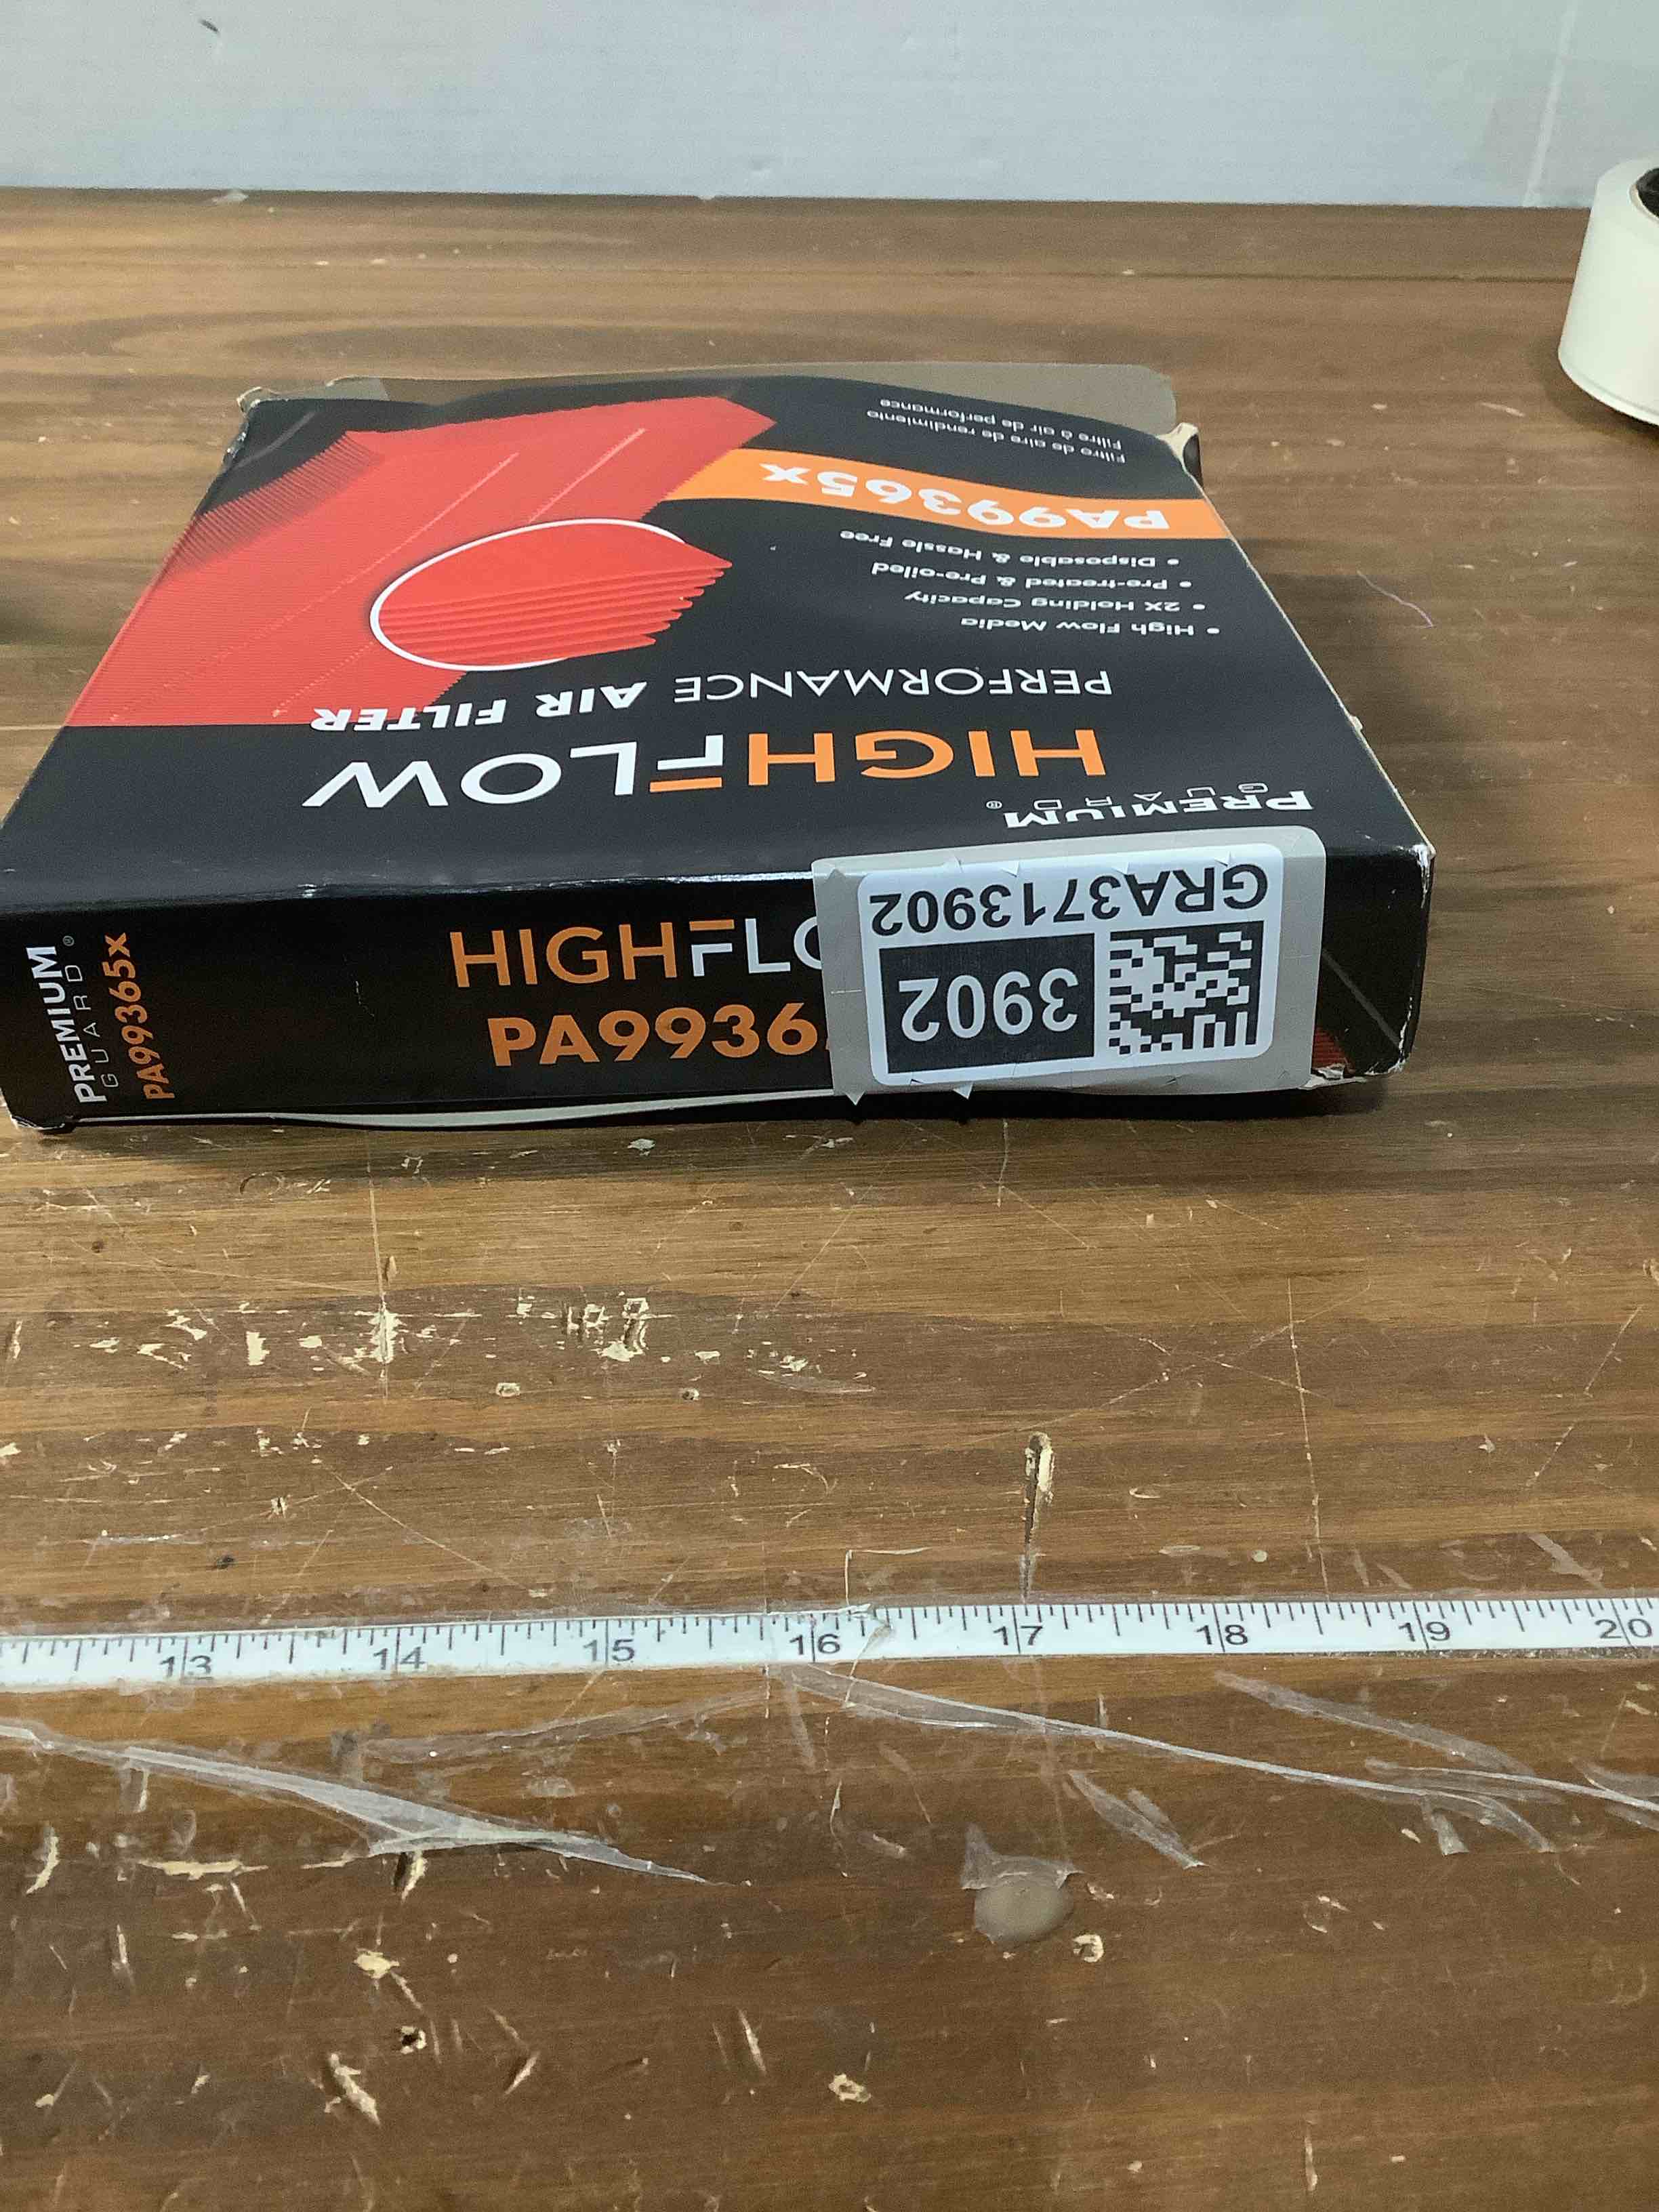 PREMIUM
GUARD®
HIGHFLOW
PERFORMANCE AIR FILTER
• High Flow Media
• 2X Holding Capacity
• Pre-treated & Pre-oiled
• Disposable & Hassle Free
PA99365x
Filtro de aire de rendimiento
Filtre à air de performance
GRA3713902
3902
HIGHFLO
PA9936
PREMIUM
GUARD®
PA99365x
13 14 15 16 17 18 19 20